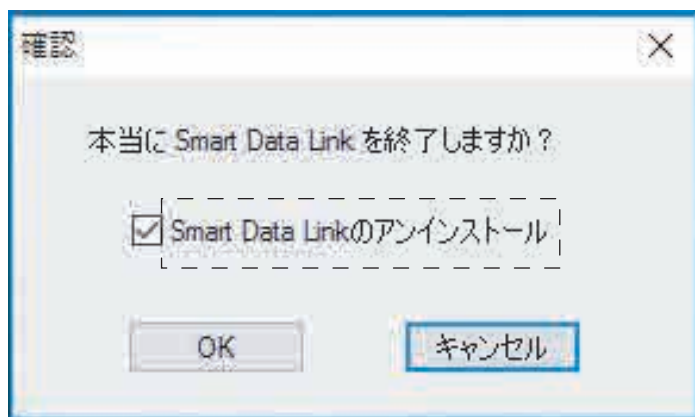 確認
本当に Smart Data Link を終了しますか？
Smart Data Linkのアンインストール
OK
キャンセル